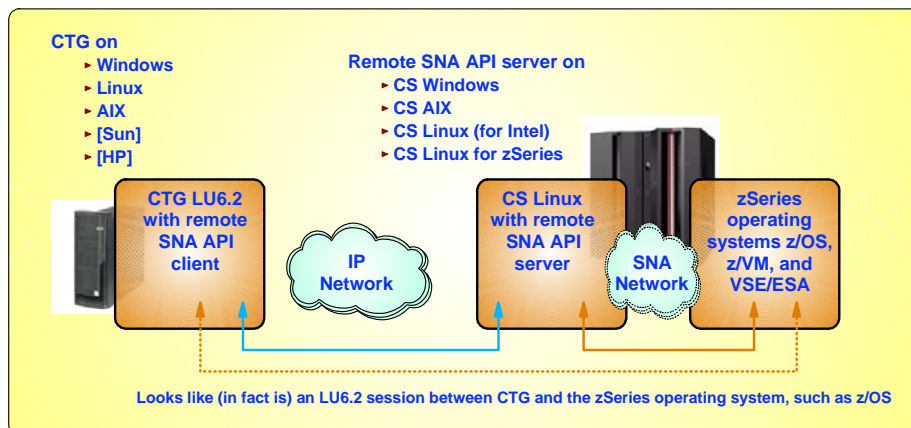 CTG on
► Windows
► Linux
► AIX
► [Sun]
► [HP]
Remote SNA API server on
► CS Windows
► CS AIX
► CS Linux (for Intel)
► CS Linux for zSeries
CTG LU6.2
with remote
SNA API
client
IP
Network
CS Linux
with remote
SNA API
server
SNA
Network
zSeries
operating
systems z/OS,
z/VM, and
VSE/ESA
Looks like (in fact is) an LU6.2 session between CTG and the zSeries operating system, such as z/OS